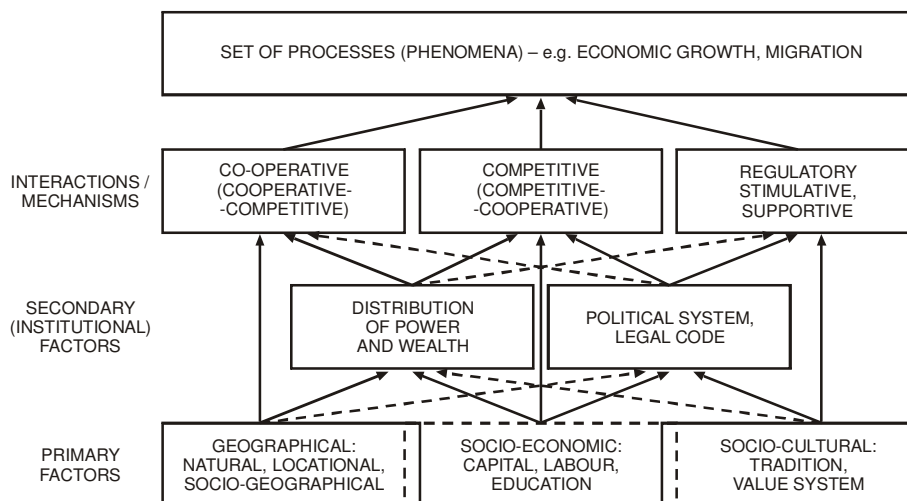 SET OF PROCESSES (PHENOMENA) – e.g. ECONOMIC GROWTH, MIGRATION
INTERACTIONS /
MECHANISMS
CO-OPERATIVE
(COOPERATIVE-
-COMPETITIVE)
COMPETITIVE
(COMPETITIVE-
-COOPERATIVE)
REGULATORY
STIMULATIVE,
SUPPORTIVE
SECONDARY
(INSTITUTIONAL)
FACTORS
DISTRIBUTION
OF POWER
AND WEALTH
POLITICAL SYSTEM,
LEGAL CODE
PRIMARY
FACTORS
GEOGRAPHICAL:
NATURAL, LOCATIONAL,
SOCIO-GEOGRAPHICAL
SOCIO-ECONOMIC:
CAPITAL, LABOUR,
EDUCATION
SOCIO-CULTURAL:
TRADITION,
VALUE SYSTEM